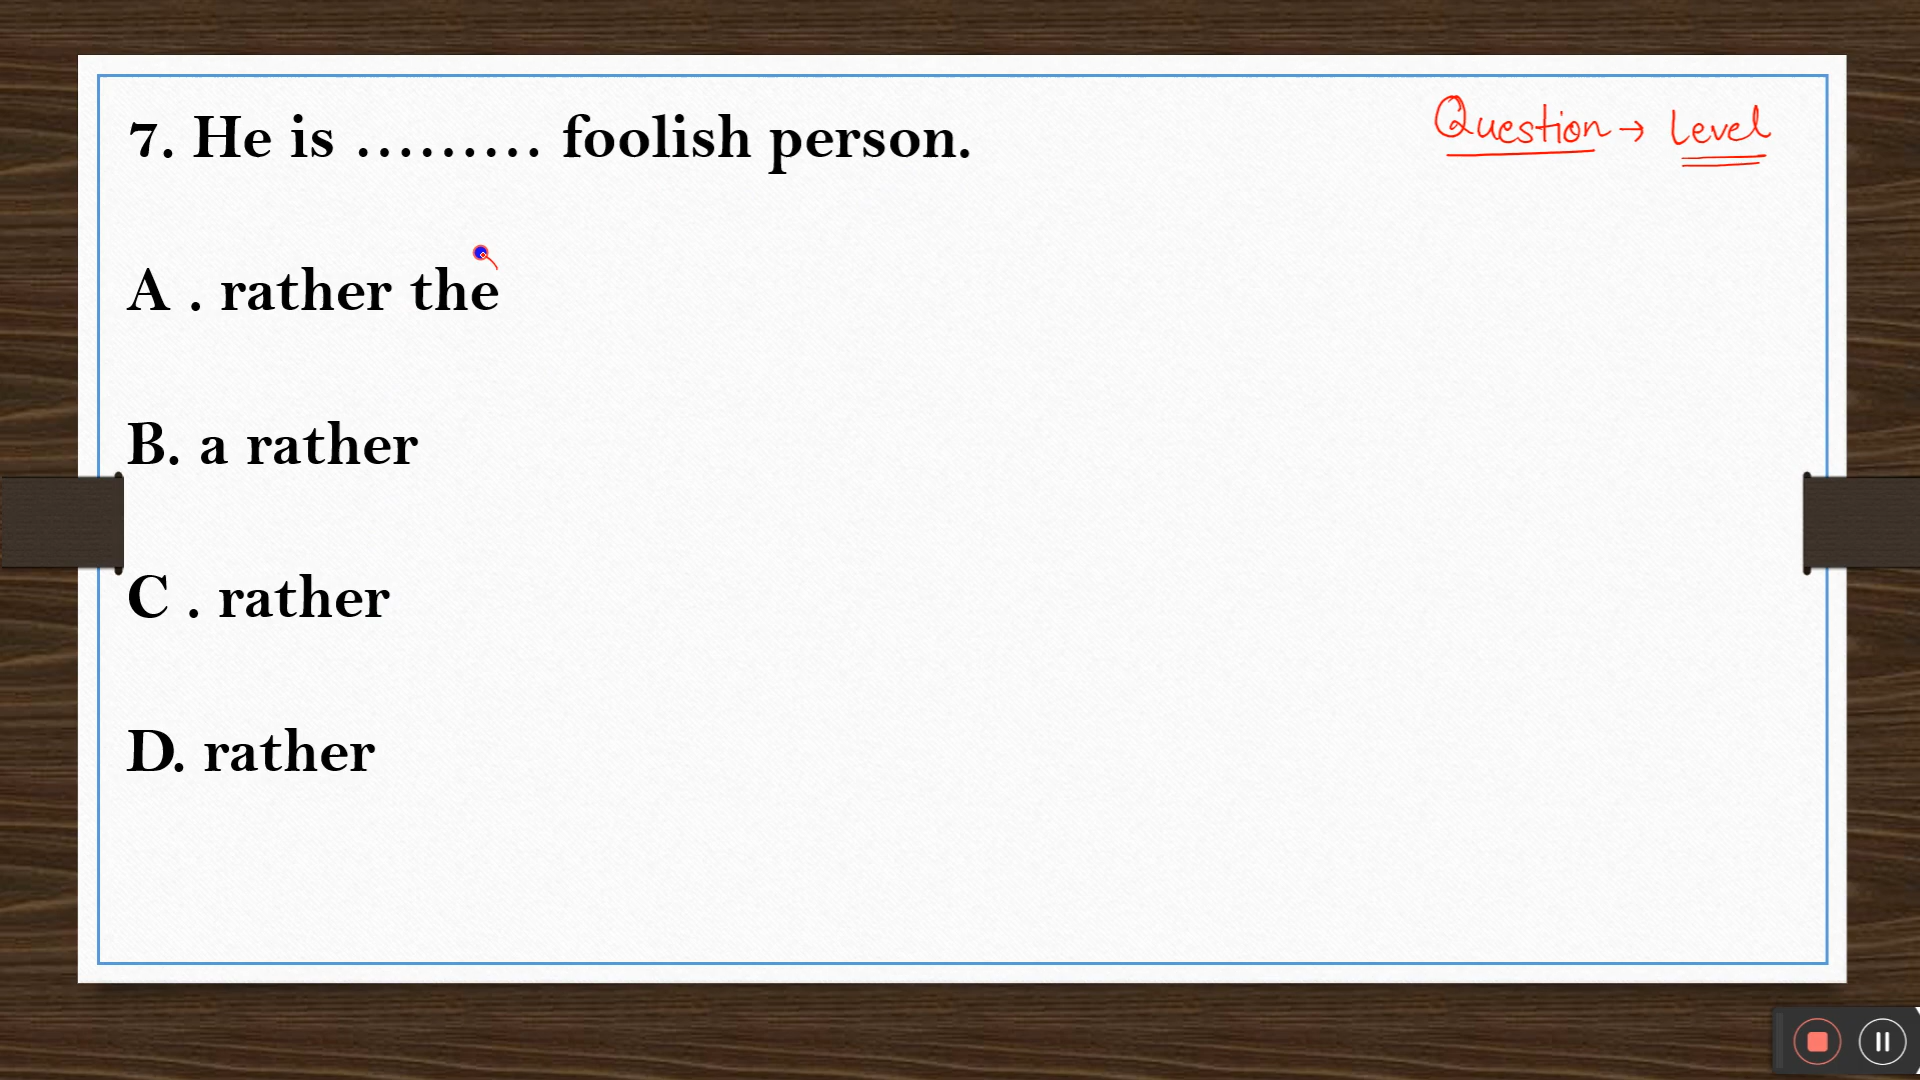 7. He is ......... foolish person.
Question → Level
A . rather the
B. a rather
C . rather
D. rather